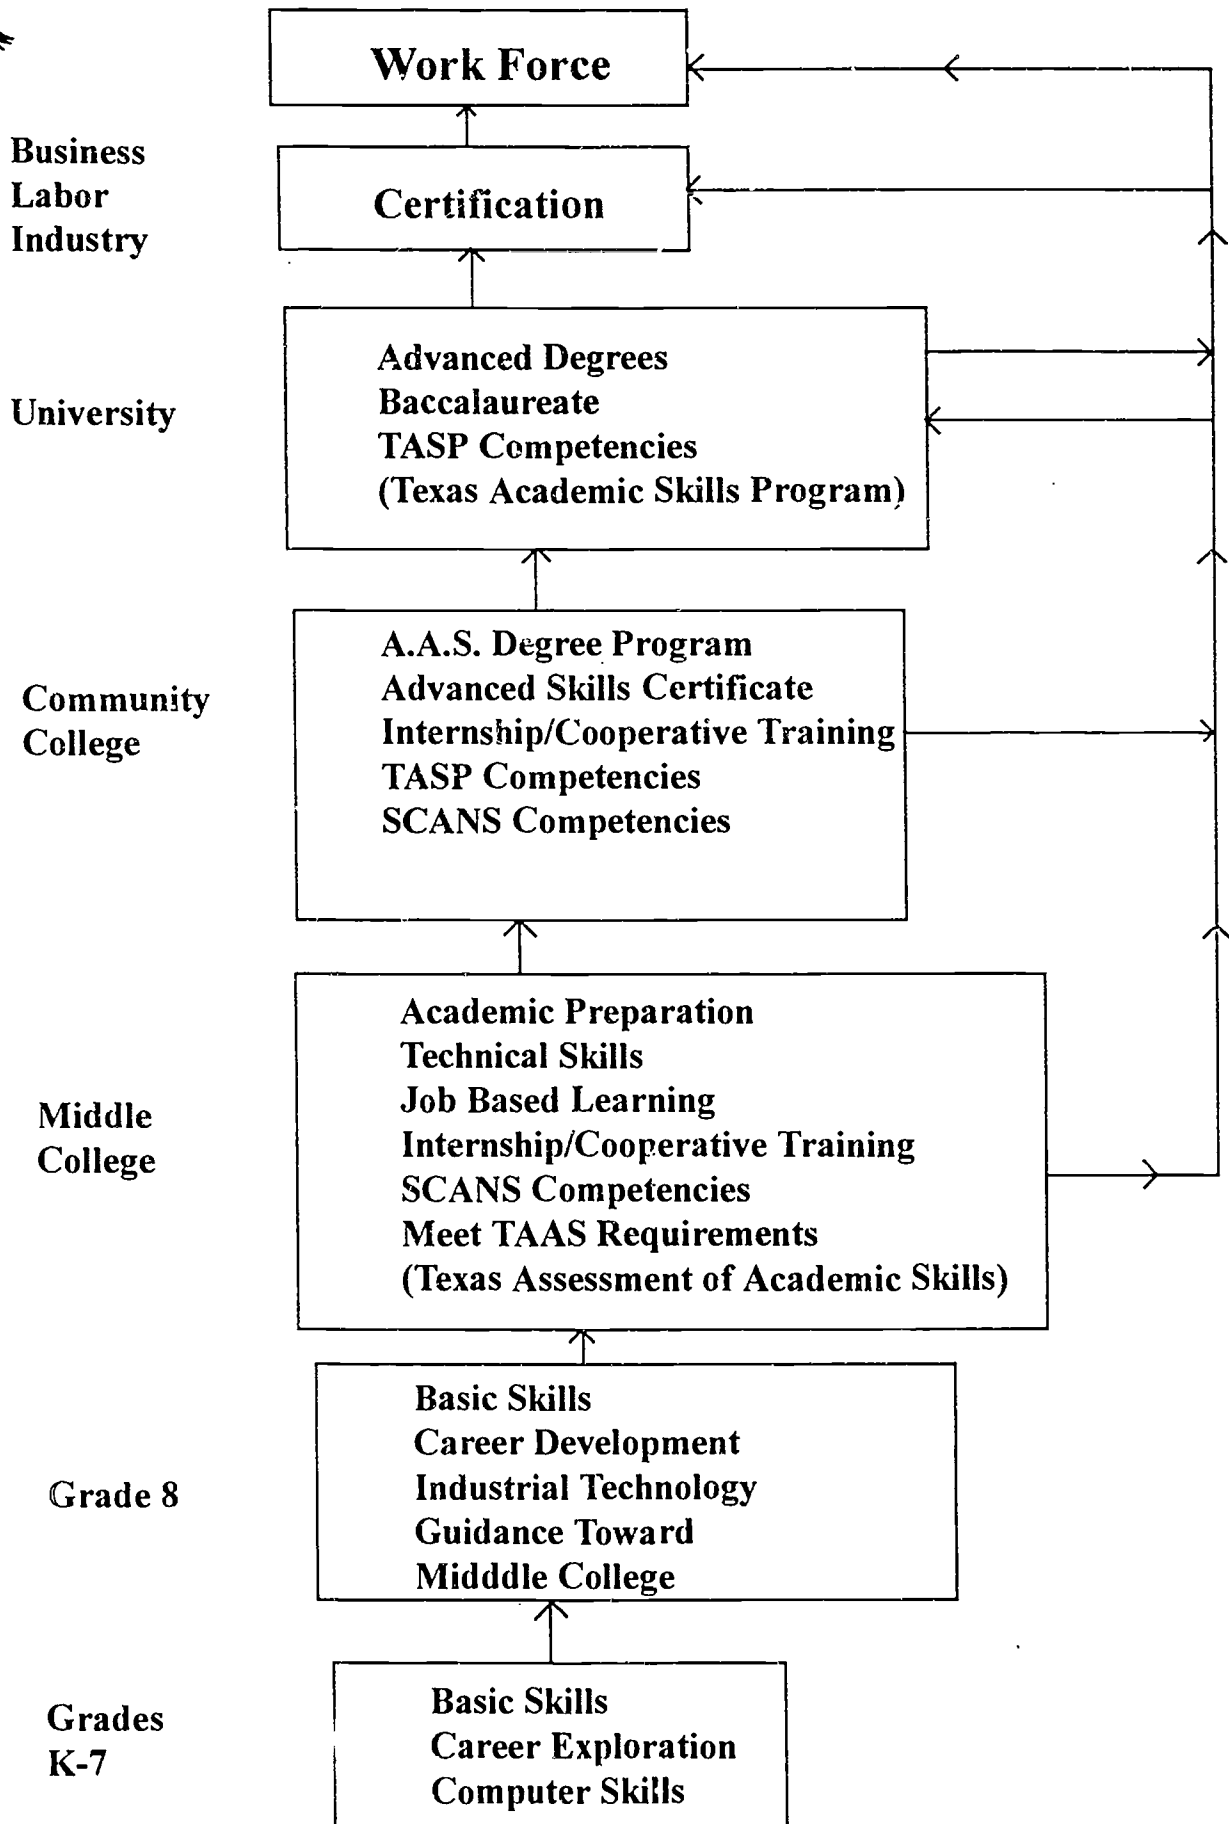 Work Force
Business
Labor
Industry
Certification
University
Advanced Degrees
Baccalaureate
TASP Competencies
(Texas Academic Skills Program)
Community
College
A.A.S. Degree Program
Advanced Skills Certificate
Internship/Cooperative Training
TASP Competencies
SCANS Competencies
Middle
College
Academic Preparation
Technical Skills
Job Based Learning
Internship/Cooperative Training
SCANS Competencies
Meet TAAS Requirements
(Texas Assessment of Academic Skills)
Grade 8
Basic Skills
Career Development
Industrial Technology
Guidance Toward
Midddle College
Grades
K-7
Basic Skills
Career Exploration
Computer Skills